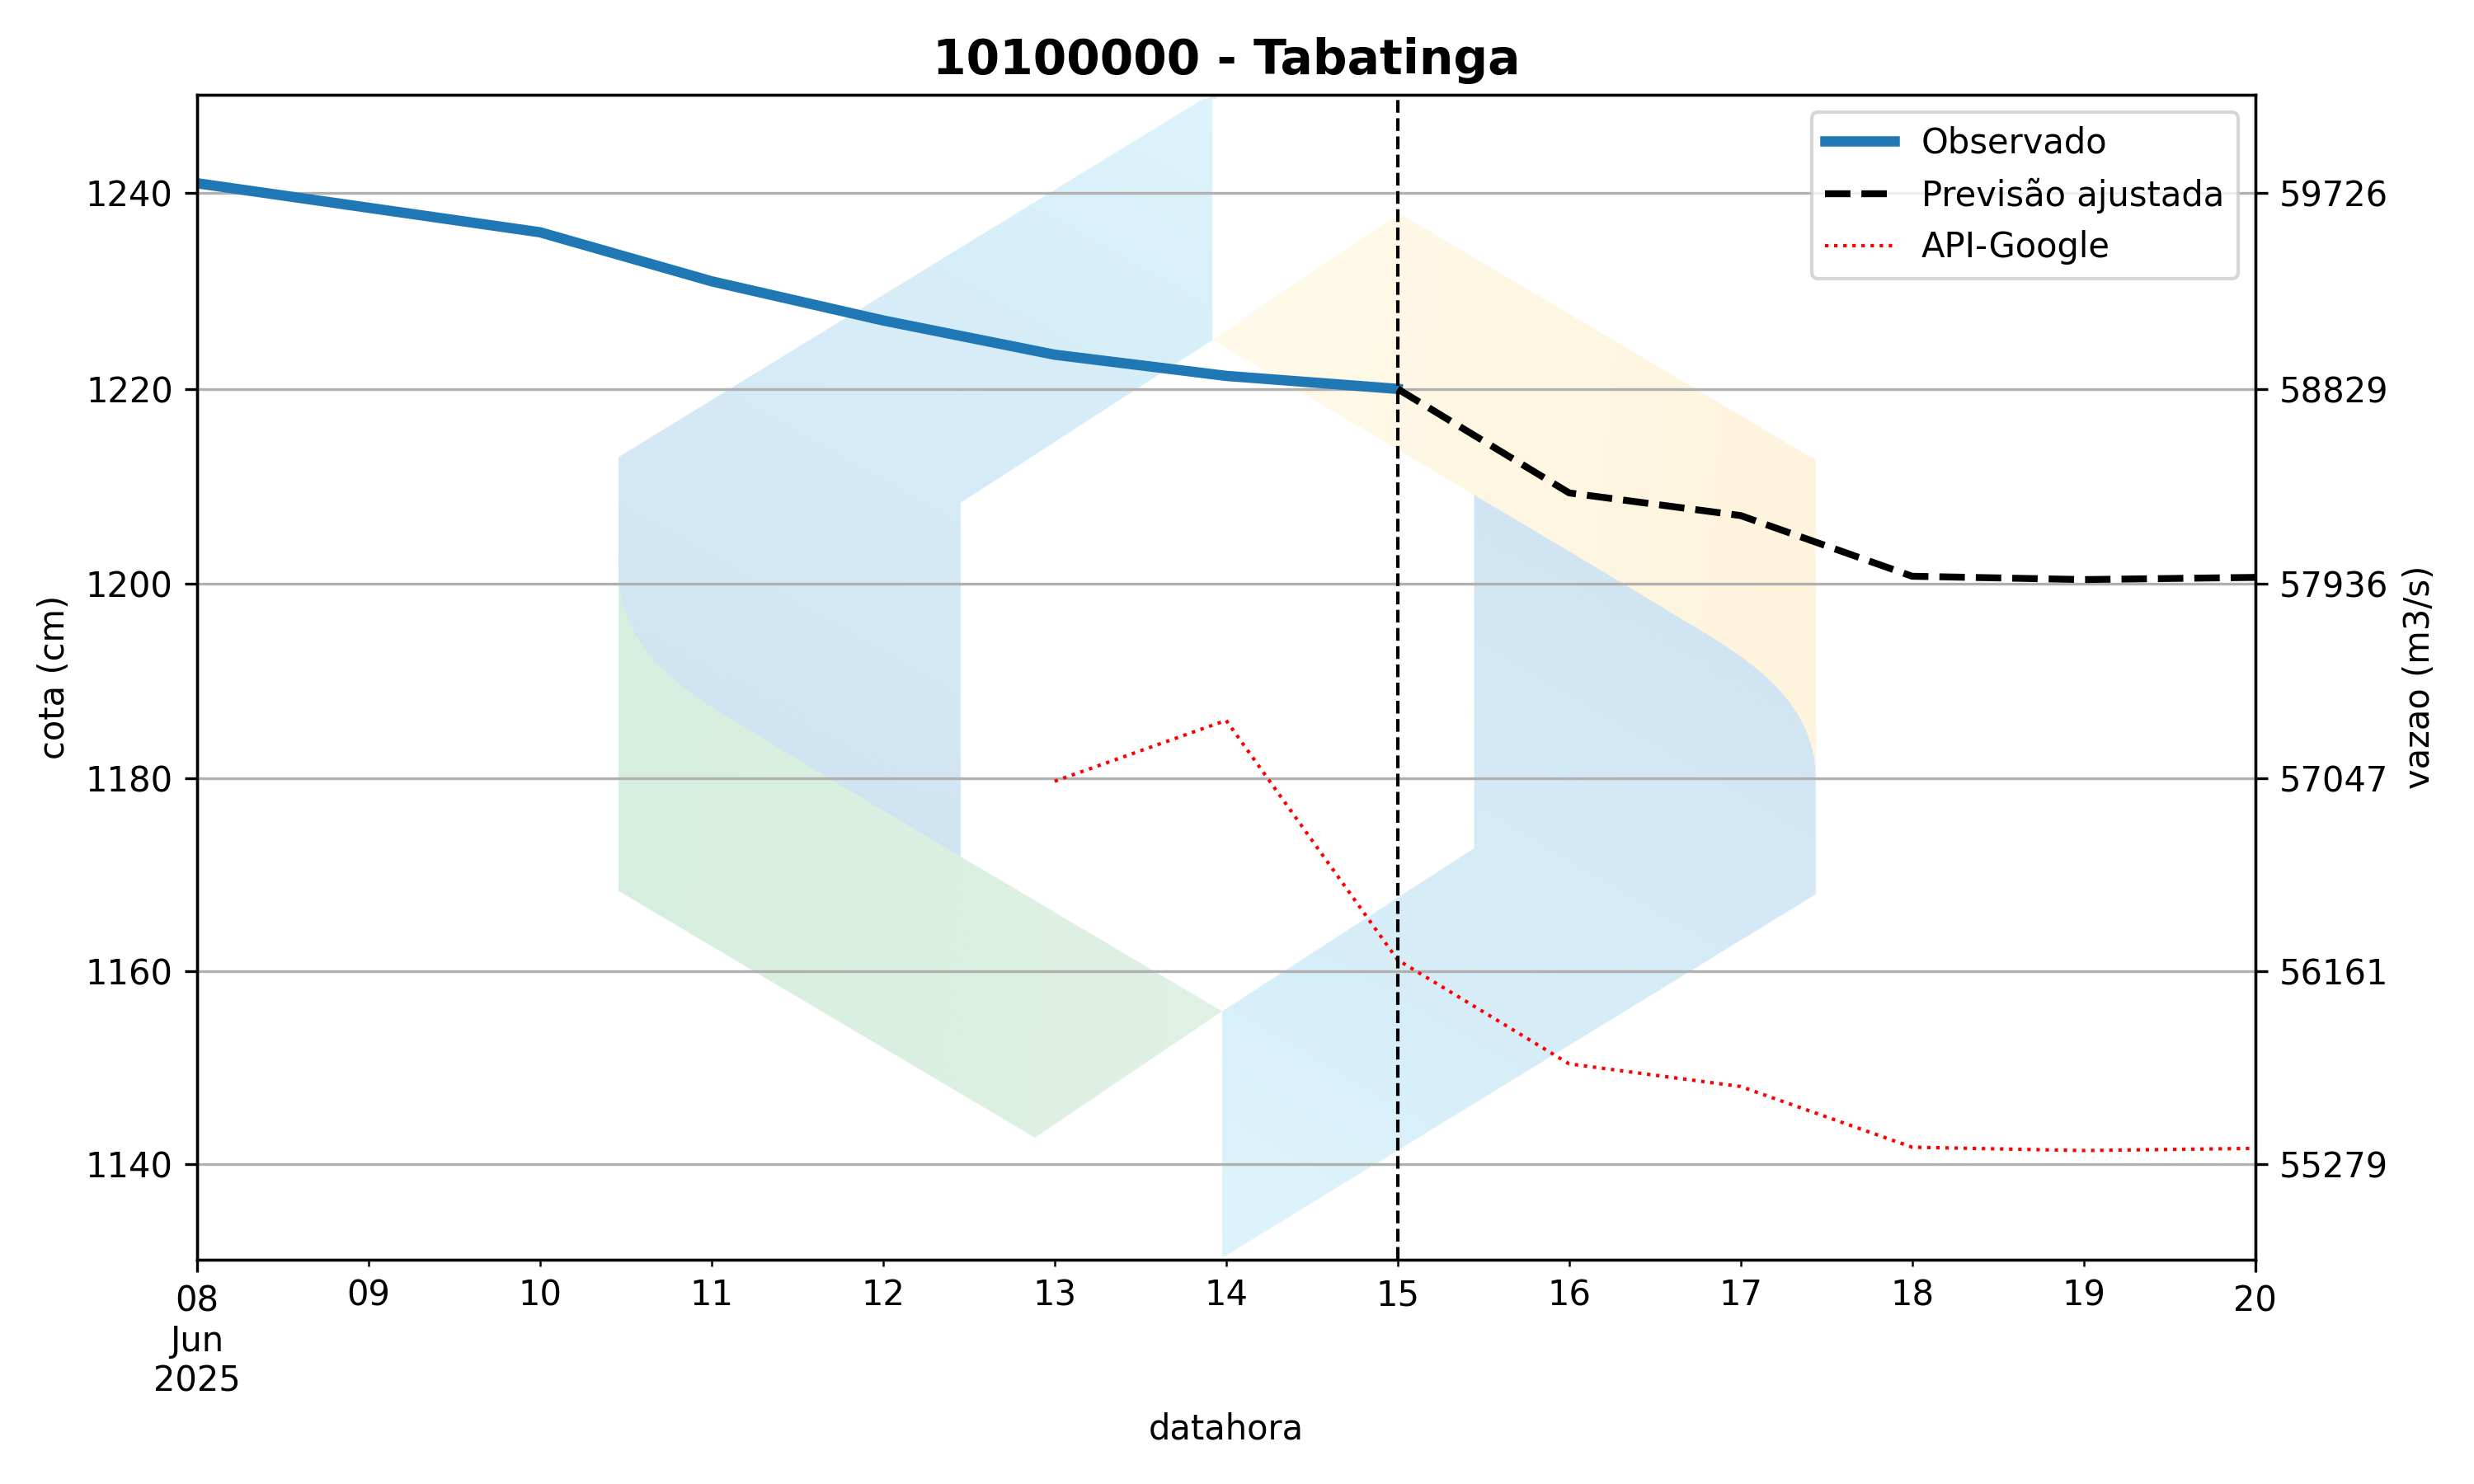 10100000 - Tabatinga
Observado
Previsão ajustada
API-Google
1240
1220
1200
1180
1160
1140
cota (cm)
59726
58829
57936
57047
56161
55279
vazao (m3/s)
08 09 10 11 12 13 14 15 16 17 18 19 20
Jun
2025
datahora